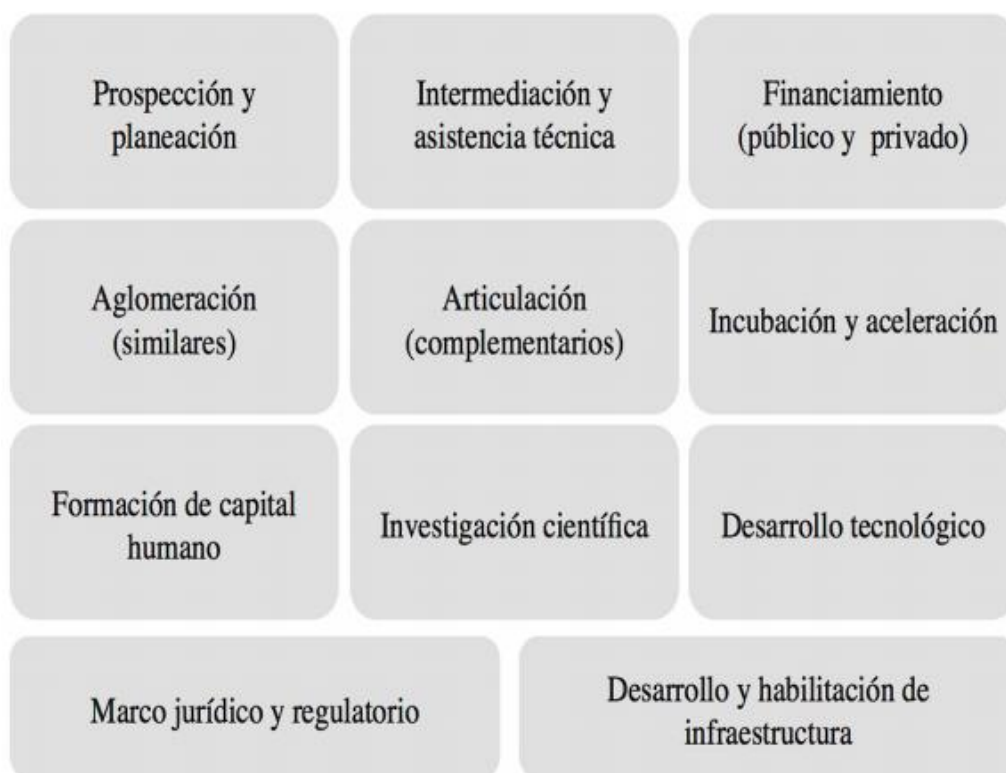 Prospección y
planeación
Intermediación y
asistencia técnica
Financiamiento
(público y privado)
Aglomeración
(similares)
Articulación
(complementarios)
Incubación y aceleración
Formación de capital
humano
Investigación científica
Desarrollo tecnológico
Marco jurídico y regulatorio
Desarrollo y habilitación de
infraestructura